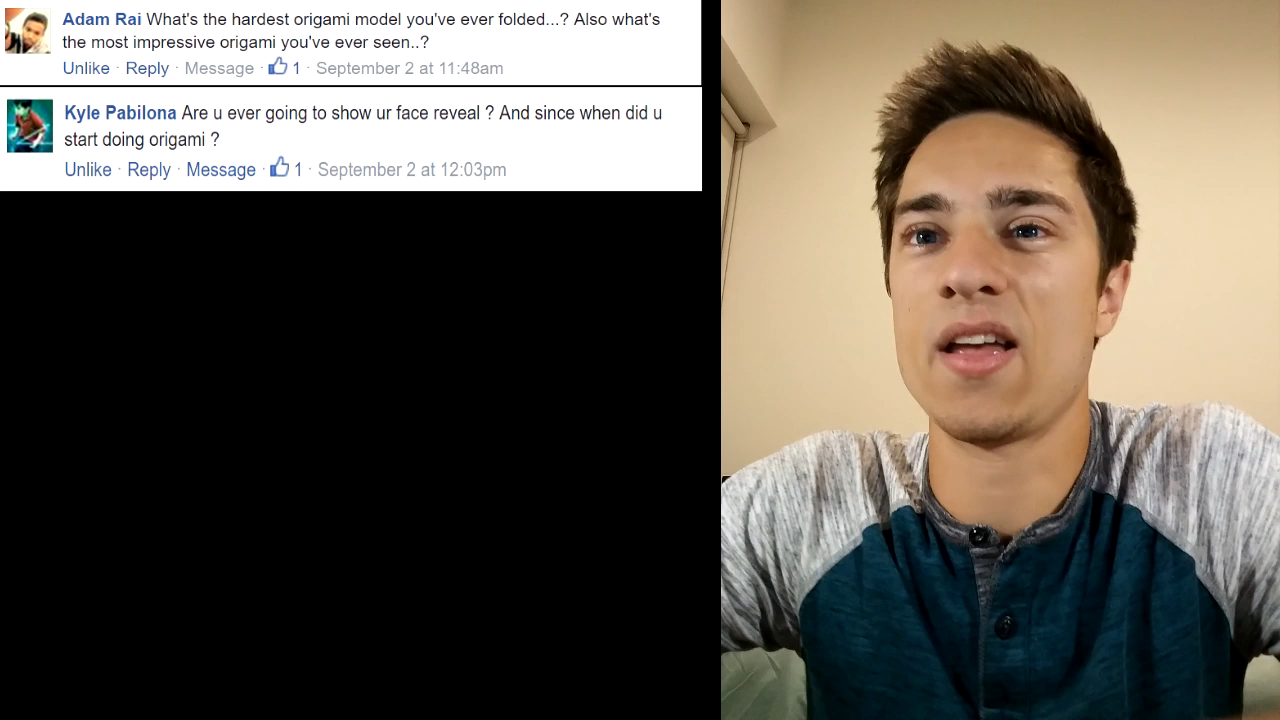 Adam Rai What's the hardest origami model you've ever folded...? Also what's
the most impressive origami you've ever seen..?
Unlike · Reply · Message · 1 · September 2 at 11:48am
Kyle Pabilona Are u ever going to show ur face reveal ? And since when did u
start doing origami ?
Unlike · Reply · Message · 1 · September 2 at 12:03pm